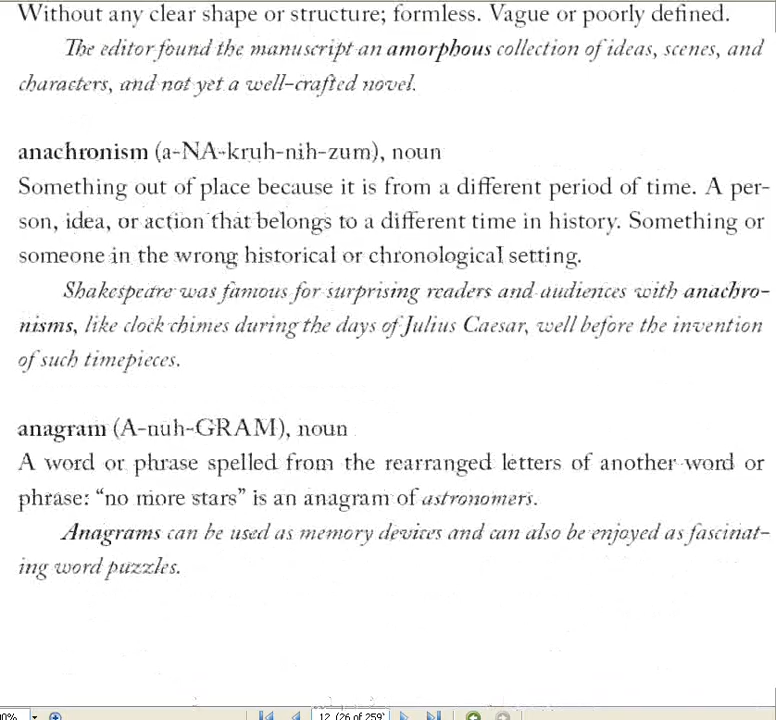 Without any clear shape or structure; formless. Vague or poorly defined.
The editor found the manuscript an amorphous collection of ideas, scenes, and
characters, and not yet a well-crafted novel.
anachronism (a-NA-kruh-nih-zum), noun
Something out of place because it is from a different period of time. A per-
son, idea, or action that belongs to a different time in history. Something or
someone in the wrong historical or chronological setting.
Shakespeare was famous for surprising readers and audiences with anachro-
nisms, like clock chimes during the days of Julius Caesar, well before the invention
of such timepieces.
anagram (A-nuh-GRAM), noun
A word or phrase spelled from the rearranged letters of another word or
phrase: “no more stars” is an anagram of astronomers.
Anagrams can be used as memory devices and can also be enjoyed as fascinat-
ing word puzzles.
12 (26 of 259)